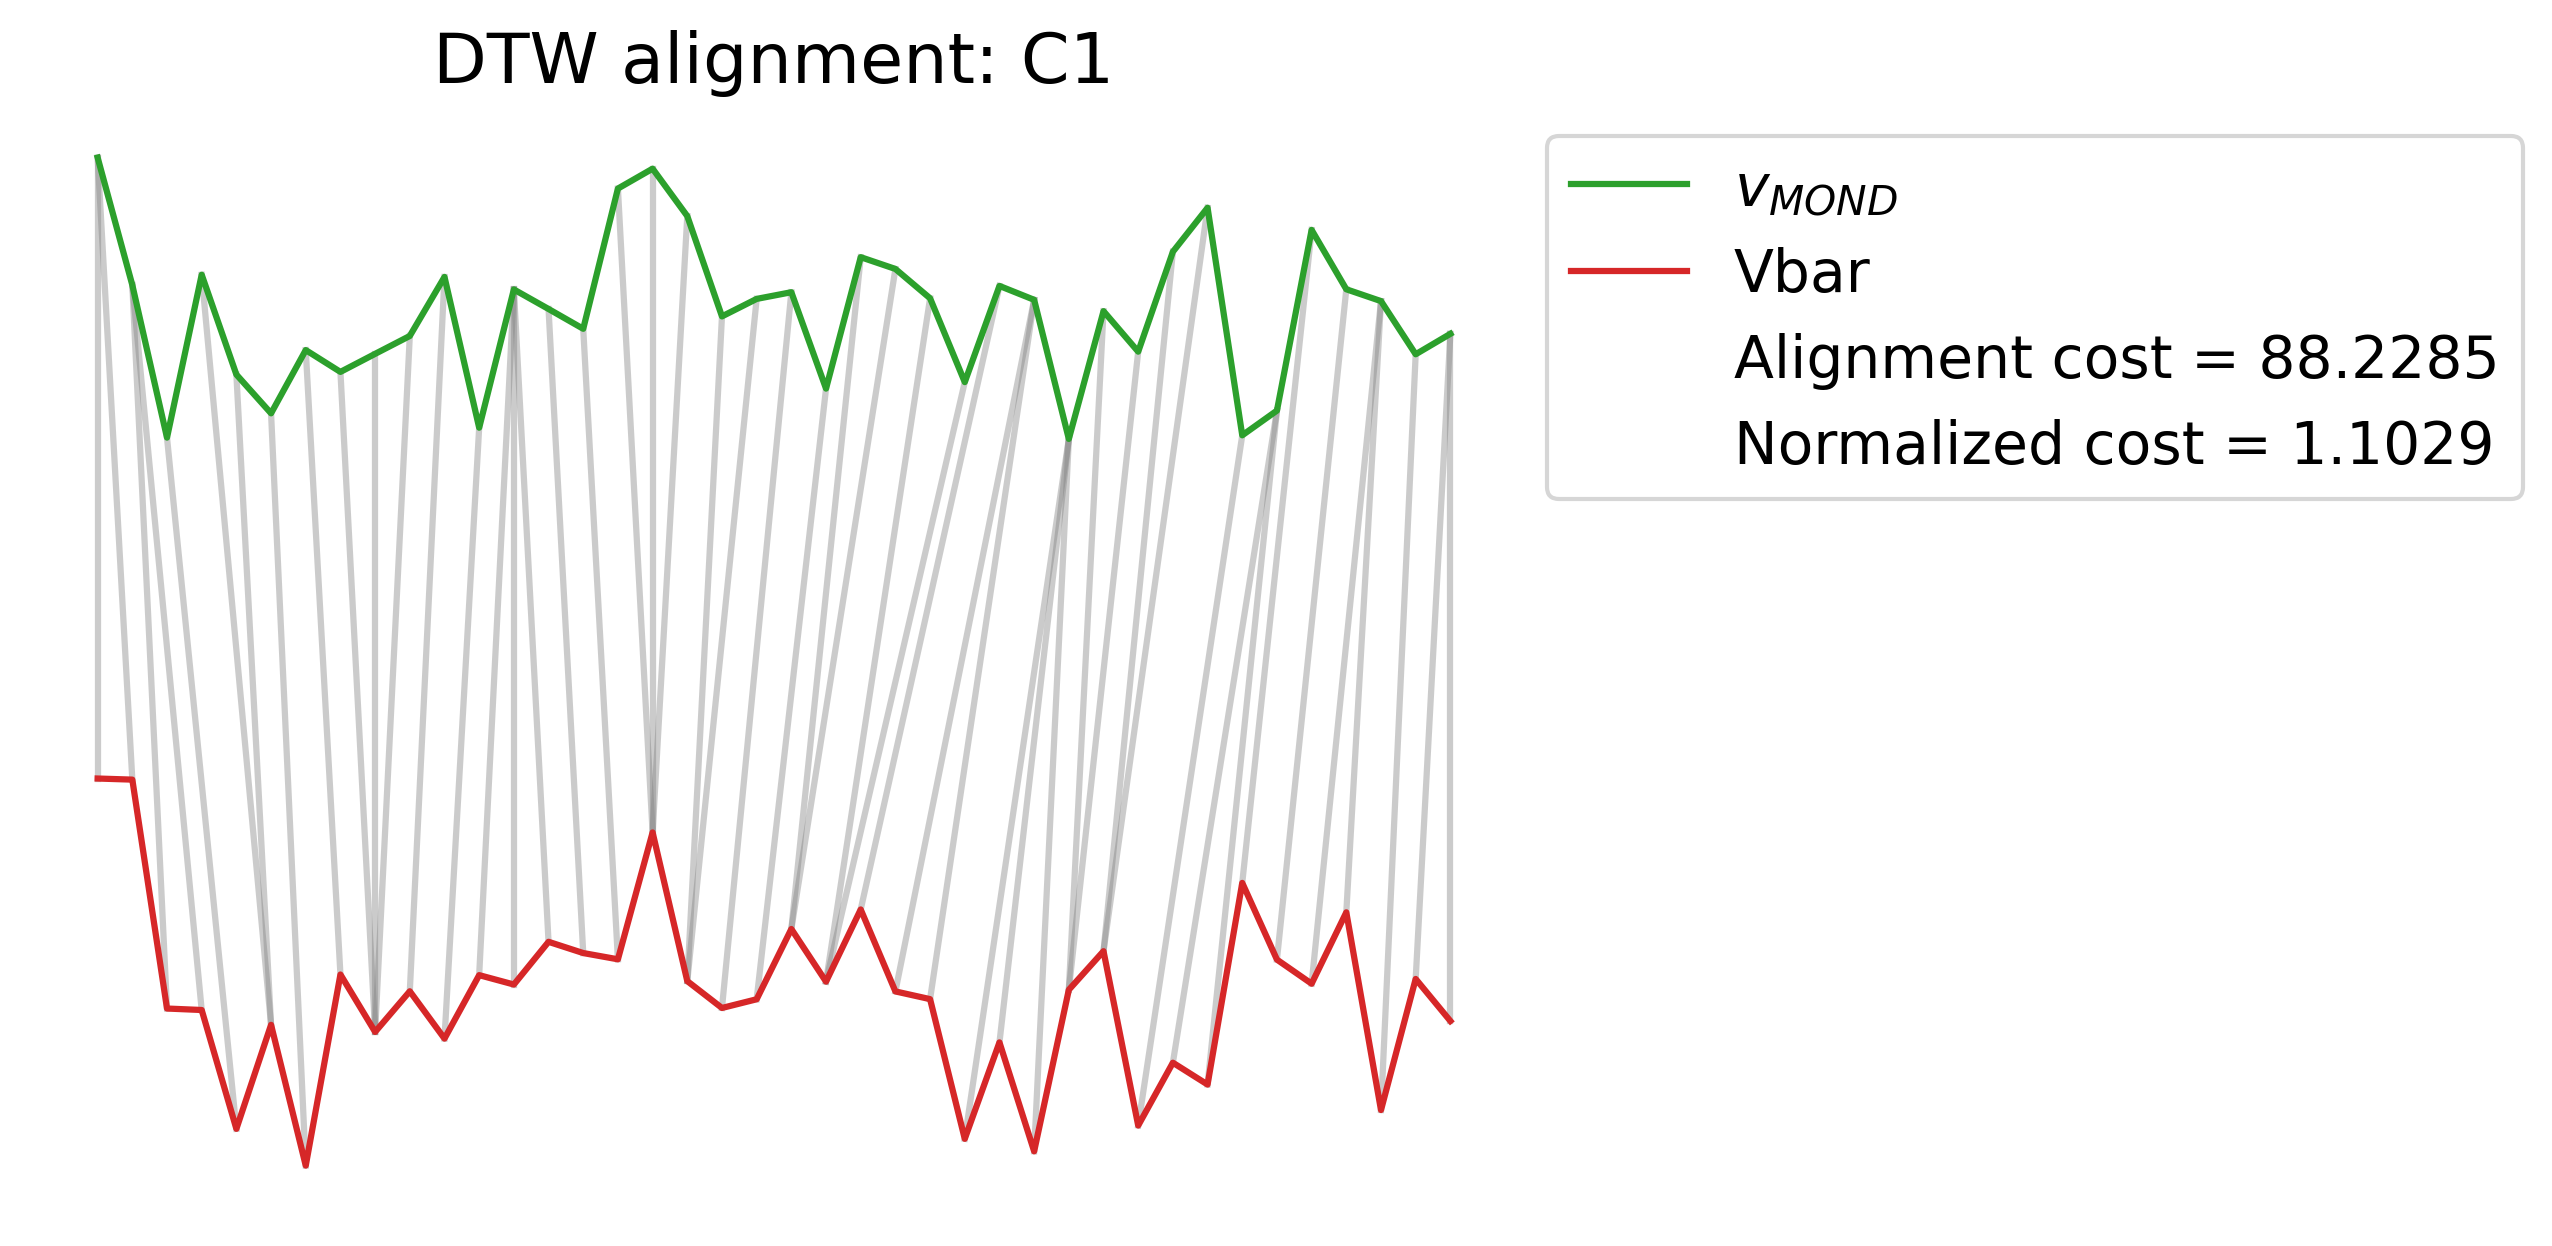 DTW alignment: C1
v_MOND
Vbar
Alignment cost = 88.2285
Normalized cost = 1.1029